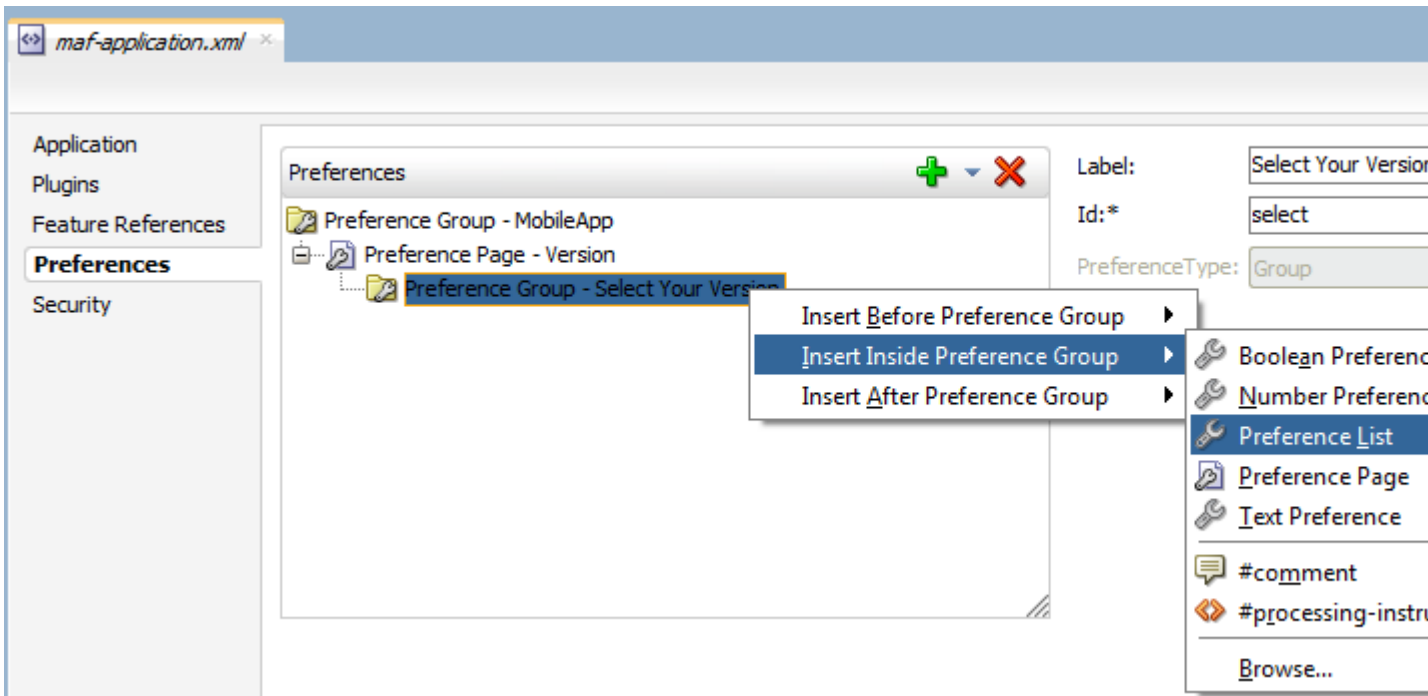 maf-application.xml
Application
Plugins
Feature References
Preferences
Security
Preferences
Preference Group - MobileApp
Preference Page - Version
Preference Group - Select Your Version
Label: Select Your Version
Id:* select
PreferenceType: Group
Insert Before Preference Group
Insert Inside Preference Group
Insert After Preference Group
Boolean Preferenc
Number Preferenc
Preference List
Preference Page
Text Preference
#comment
#processing-instru
Browse...